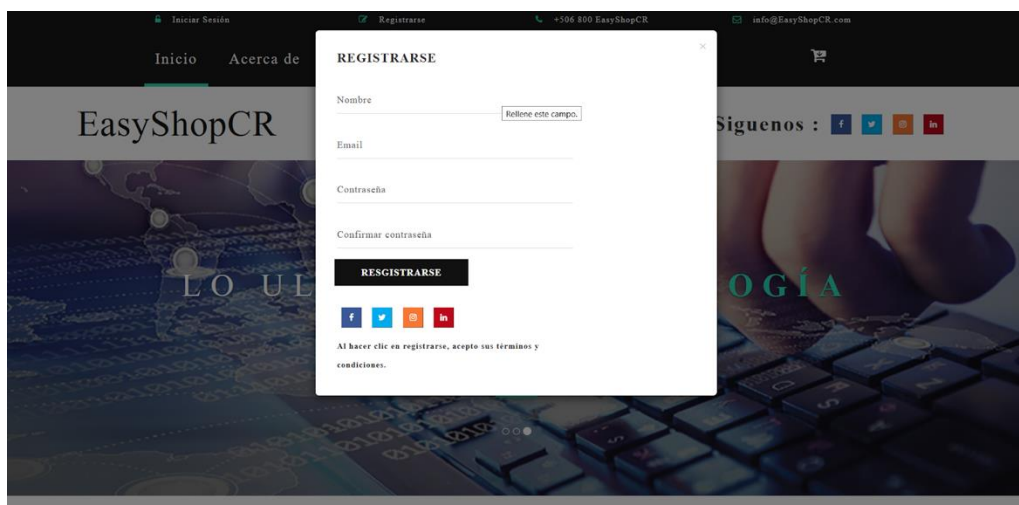 Iniciar Sesión Registrarse +506 800 EasyShopCR info@EasyShopCR.com
Inicio Acerca de
EasyShopCR
Siguenos :
REGISTRARSE
Nombre
Rellene este campo.
Email
Contraseña
Confirmar contraseña
RESGISTRARSE
Al hacer clic en registrarse, acepto sus términos y
condiciones.
LO UL OGÍA